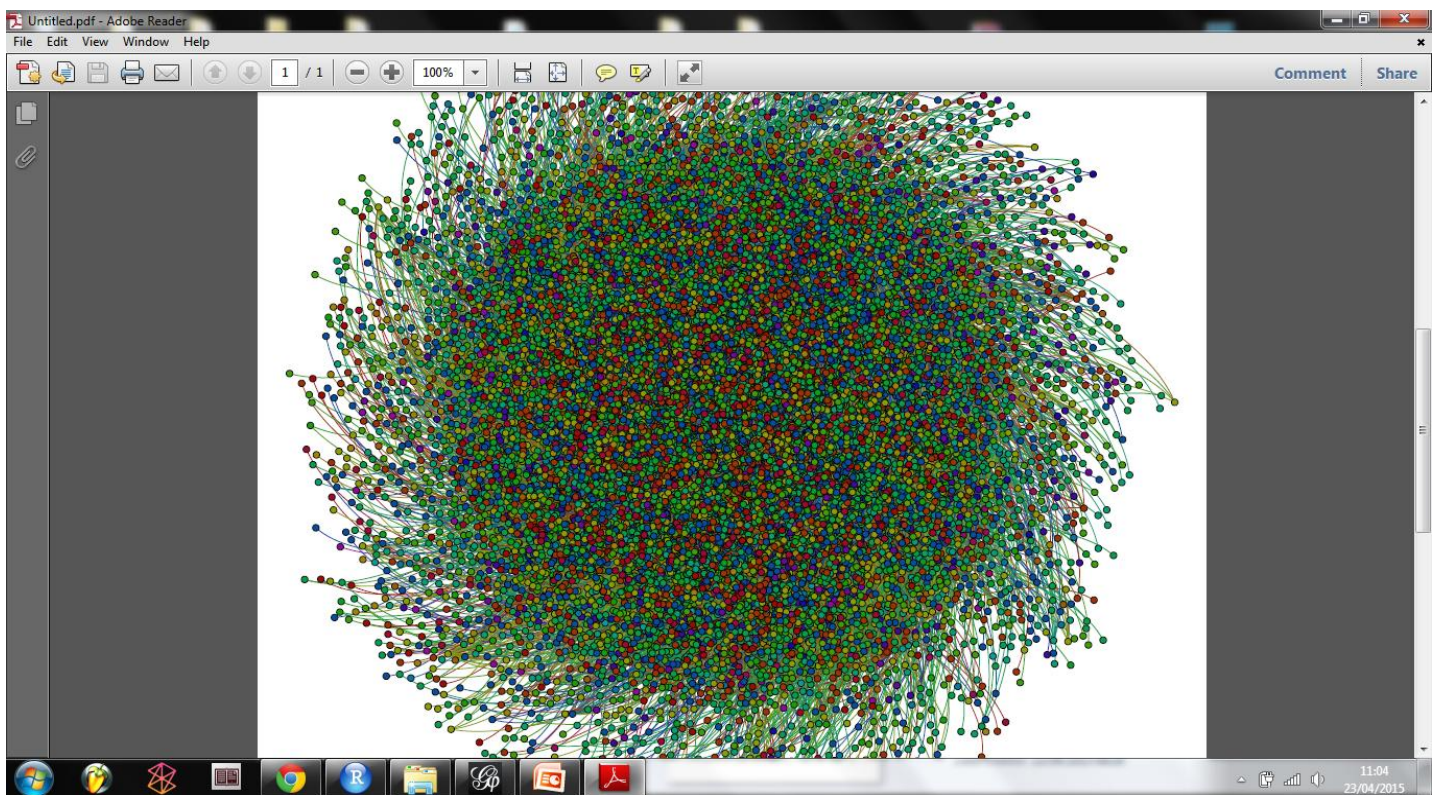 Untitled.pdf - Adobe Reader
File Edit View Window Help
1 / 1 100% Comment Share
11:04
23/04/2015